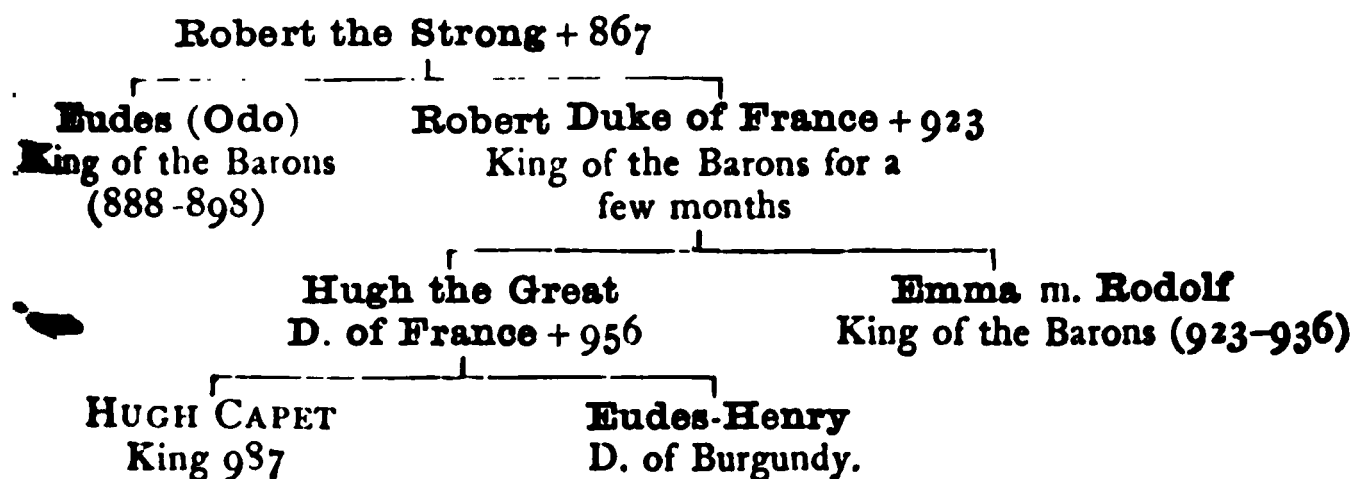 Robert the Strong + 867
Eudes (Odo) Robert Duke of France + 923
King of the Barons King of the Barons for a
(888-898) few months
Hugh the Great Emma m. Rodolf
D. of France + 956 King of the Barons (923–936)
HUGH CAPET Eudes-Henry
King 987 D. of Burgundy.